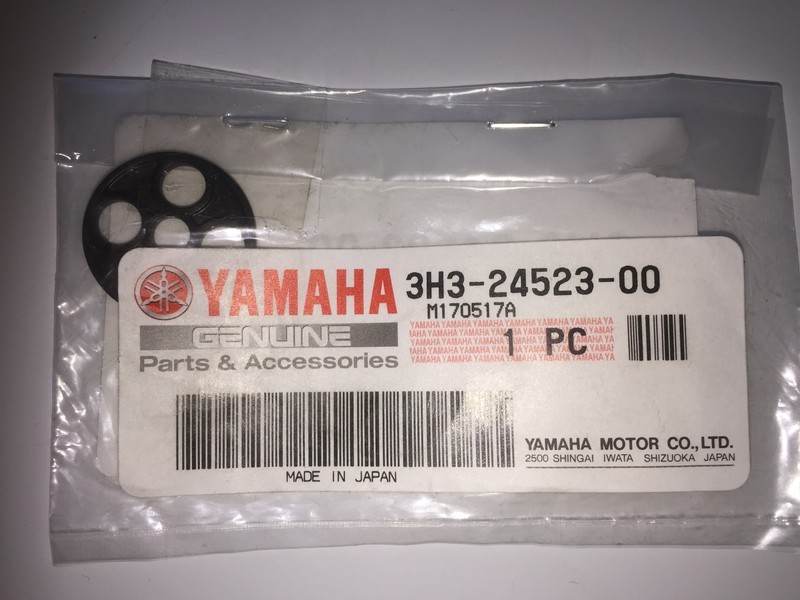 YAMAHA 3H3-24523-00
M170517A
GENUINE
Parts & Accessories
YAMAHAYAMAHAYAMAHAYAMAHAYAMAHA
1 PC
MADE IN JAPAN
YAMAHA MOTOR CO.,LTD.
2500 SHINGAI IWATA SHIZUOKA JAPAN